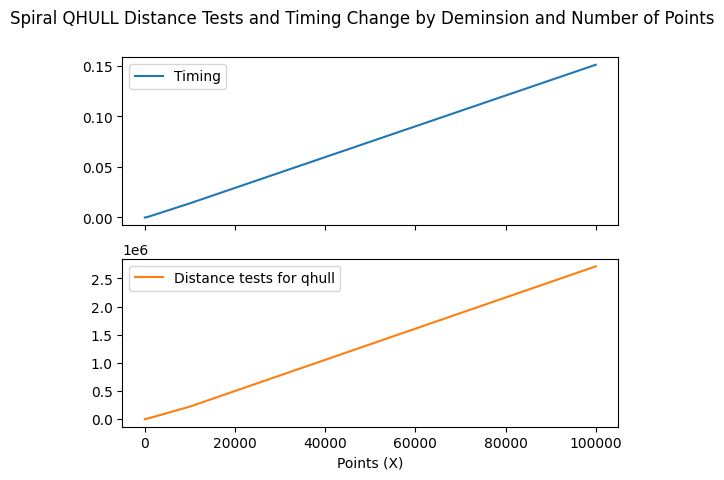 Spiral QHULL Distance Tests and Timing Change by Deminsion and Number of Points
0.15
Timing
0.10
0.05
0.00
1e6
2.5
Distance tests for qhull
2.0
1.5
1.0
0.5
0.0
0 20000 40000 60000 80000 100000
Points (X)